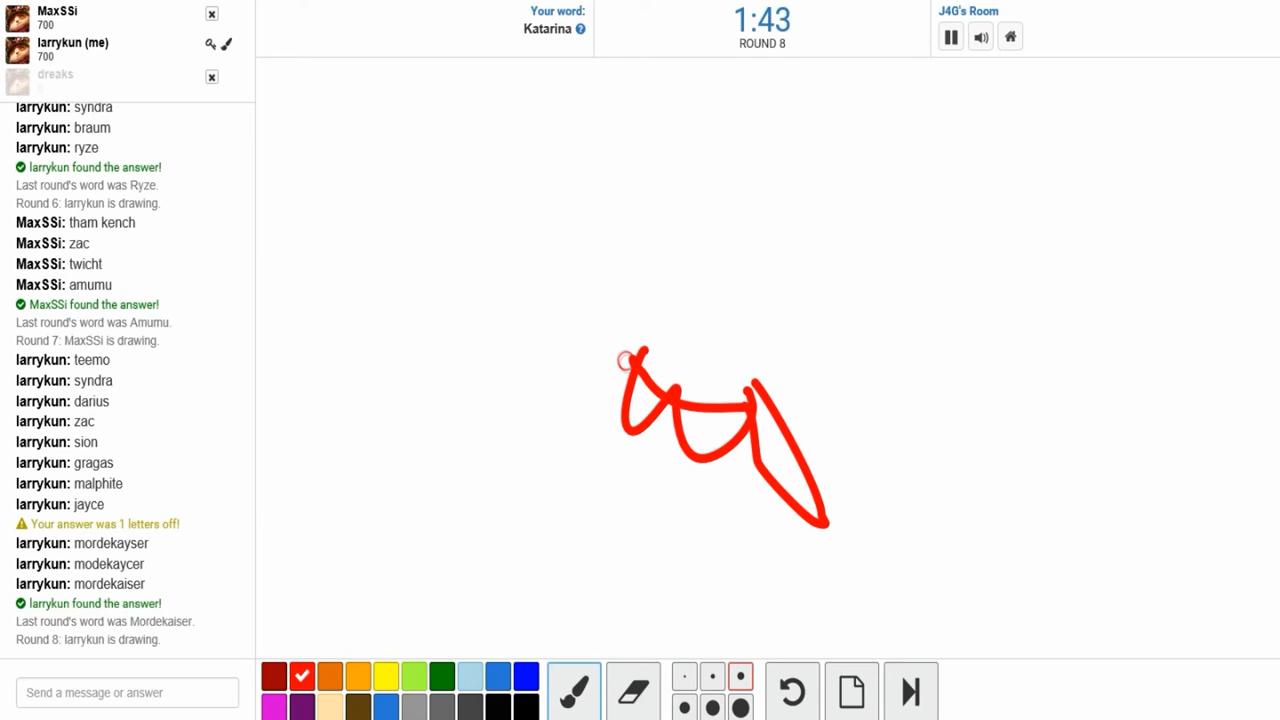 MaxSSi
700
larrykun (me)
700
dreaks
Your word:
Katarina
1:43
ROUND 8
J4G's Room
larrykun: syndra
larrykun: braum
larrykun: ryze
larrykun found the answer!
Last round's word was Ryze.
Round 6: larrykun is drawing.
MaxSSi: tham kench
MaxSSi: zac
MaxSSi: twicht
MaxSSi: amumu
MaxSSi found the answer!
Last round's word was Amumu.
Round 7: MaxSSi is drawing.
larrykun: teemo
larrykun: syndra
larrykun: darius
larrykun: zac
larrykun: sion
larrykun: gragas
larrykun: malphite
larrykun: jayce
Your answer was 1 letters off!
larrykun: mordekayser
larrykun: modekaycer
larrykun: mordekaiser
larrykun found the answer!
Last round's word was Mordekaiser.
Round 8: larrykun is drawing.
Send a message or answer